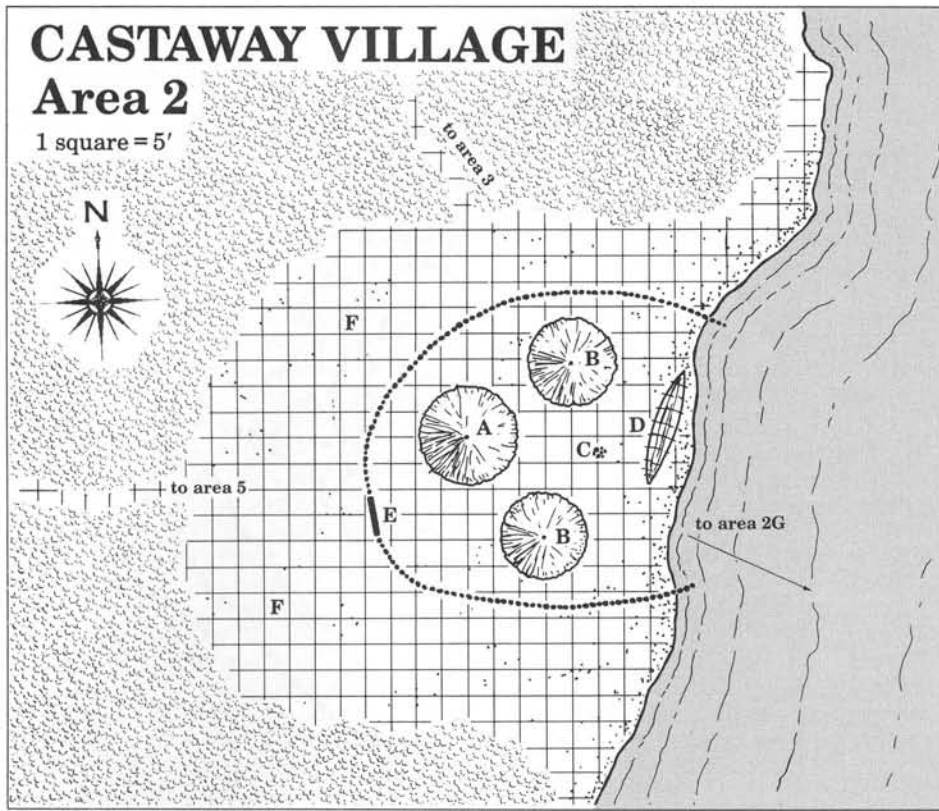 CASTAWAY VILLAGE
Area 2
1 square = 5′
to area 3
N
F
B
A
D
C
to area 5
E
to area 2G
B
F